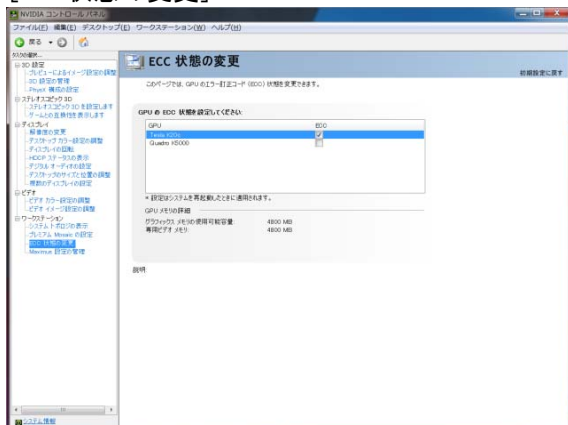 NVIDIA コントロール パネル
ファイル(F) 編集(E) デスクトップ(T) ワークステーション(W) ヘルプ(H)
戻る
タスクの選択...
3D 設定
プレビューによるイメージ設定の調整
3D 設定の管理
PhysX 構成の設定
ステレオスコピック 3D
ステレオスコピック 3D を設定します
ゲームとの互換性を表示します
ディスプレイ
解像度の変更
デスクトップ カラー設定の調整
ディスプレイの回転
HDCP ステータスの表示
デジタル オーディオの設定
デスクトップのサイズと位置の調整
複数のディスプレイの設定
ビデオ
ビデオ カラー設定の調整
ビデオ イメージ設定の調整
ワークステーション
システム トポロジの表示
プレミアム Mosaic の設定
ECC 状態の変更
Maximus 設定の管理
システム情報
ECC 状態の変更
初期設定に戻す
このページでは、GPU のエラー訂正コード (ECC) 状態を変更できます。
GPU の ECC 状態を設定してください:
GPU ECC
Tesla K20c
Quadro K5000
* 設定はシステムを再起動したときに適用されます。
GPU メモリの詳細
グラフィックス メモリの使用可能容量: 4800 MB
専用ビデオ メモリ: 4800 MB
説明: